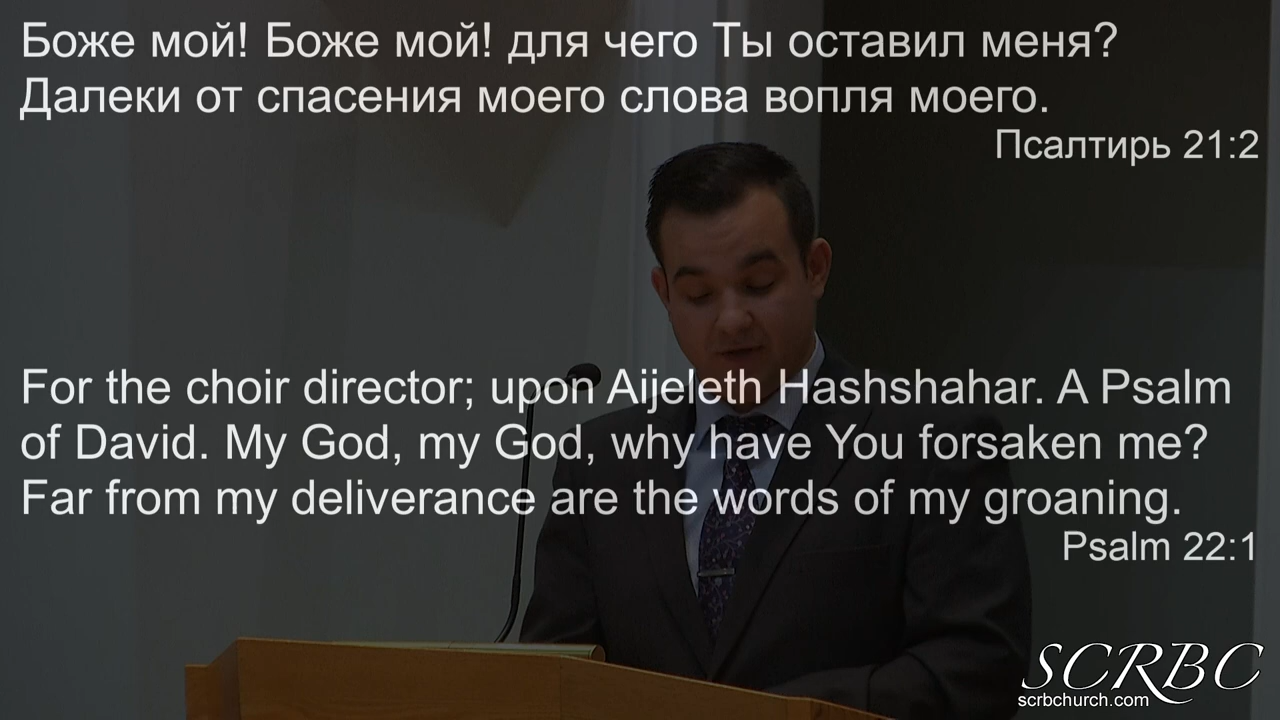 Боже мой! Боже мой! для чего Ты оставил меня?
Далеки от спасения моего слова вопля моего.
Псалтирь 21:2
For the choir director; upon Aijeleth Hashshahar. A Psalm
of David. My God, my God, why have You forsaken me?
Far from my deliverance are the words of my groaning.
Psalm 22:1
SCRBC
scrbchurch.com